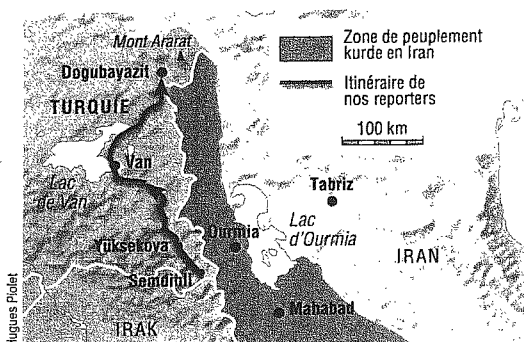 Mont Ararat
Dogubayazit
TURQUIE
Zone de peuplement
kurde en Iran
Itinéraire de
nos reporters
100 km
Van
Lac
de Van
Tabriz
Lac
d'Ourmia
Ourmia
IRAN
Yüksekova
Semdinli
Mahabad
IRAK
Hugues Piolet